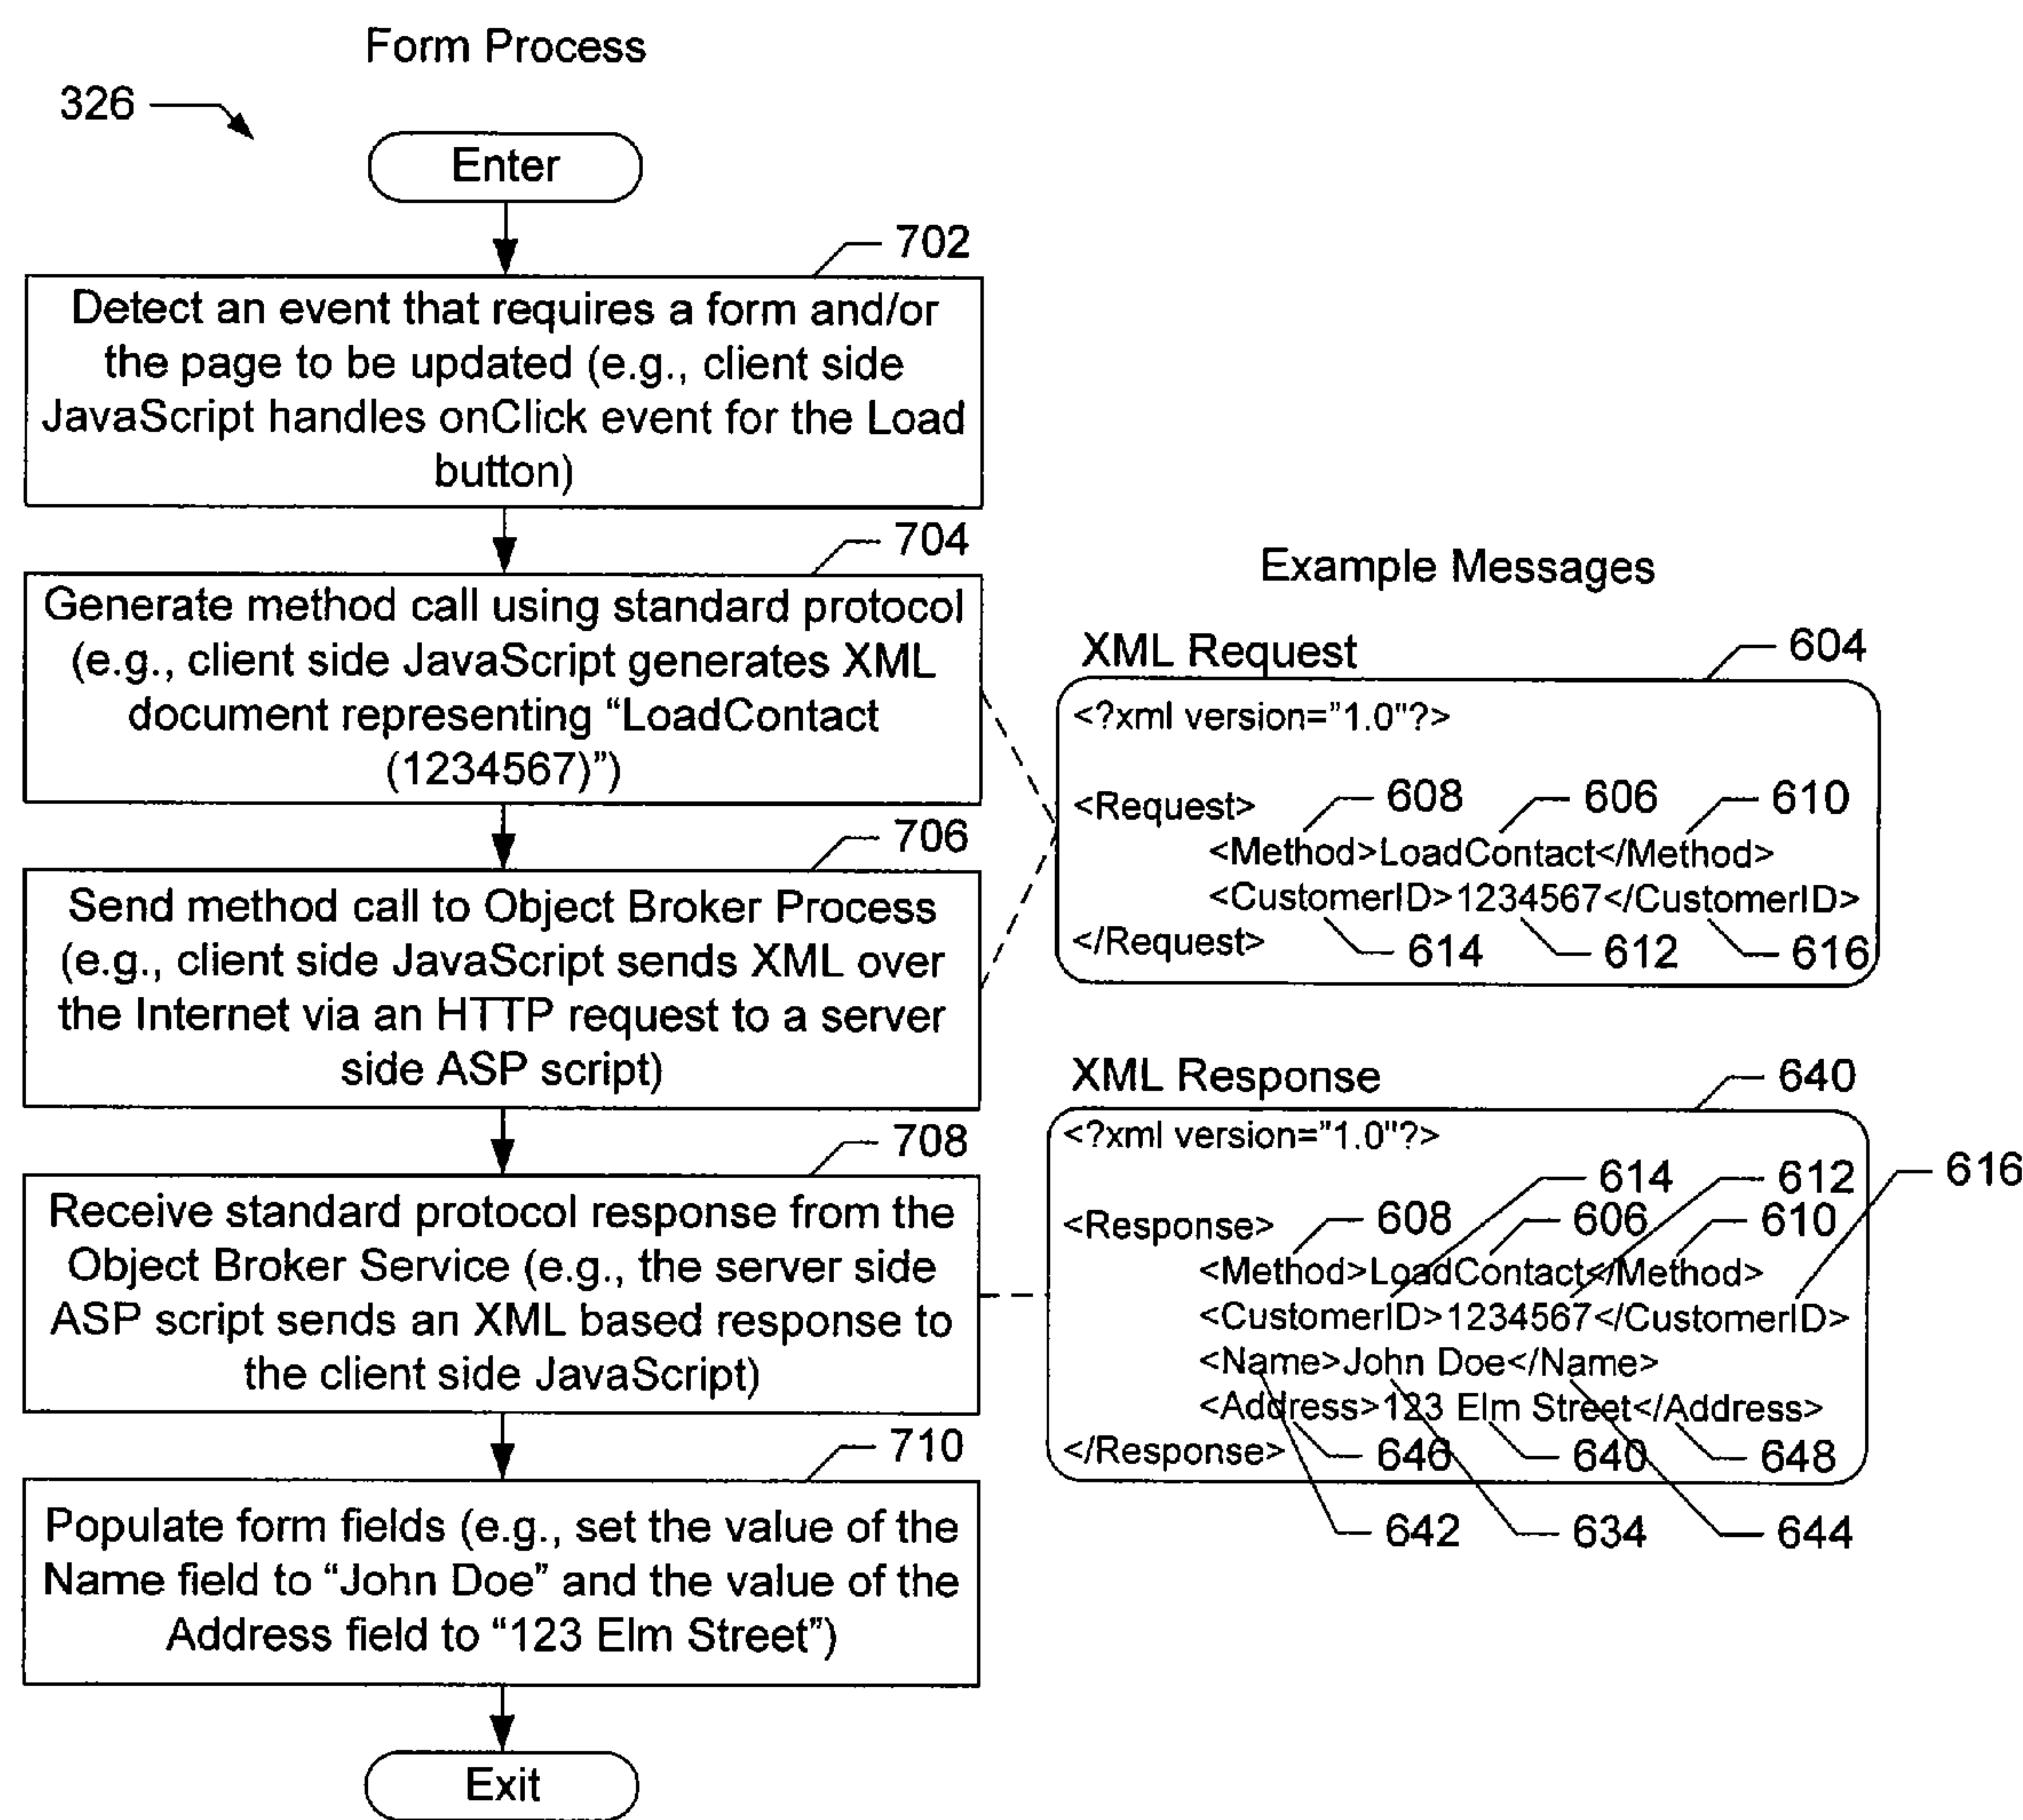 Form Process
326
Enter
702
Detect an event that requires a form and/or
the page to be updated (e.g., client side
JavaScript handles onClick event for the Load
button)
704
Generate method call using standard protocol
(e.g., client side JavaScript generates XML
document representing “LoadContact
(1234567)”)
706
Send method call to Object Broker Process
(e.g., client side JavaScript sends XML over
the Internet via an HTTP request to a server
side ASP script)
708
Receive standard protocol response from the
Object Broker Service (e.g., the server side
ASP script sends an XML based response to
the client side JavaScript)
710
Populate form fields (e.g., set the value of the
Name field to “John Doe” and the value of the
Address field to “123 Elm Street”)
Exit
Example Messages
XML Request
604
<?xml version=”1.0"?>
<Request>
608 606 610
<Method>LoadContact</Method>
<CustomerID>1234567</CustomerID>
</Request>
614 612 616
XML Response
640
<?xml version=”1.0"?>
614 612 616
<Response>
608 606 610
<Method>LoadContact</Method>
<CustomerID>1234567</CustomerID>
<Name>John Doe</Name>
<Address>123 Elm Street</Address>
</Response>
646 640 648
642 634 644